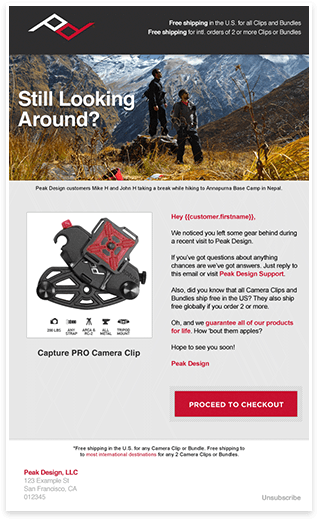 Free shipping in the U.S. for all Clips and Bundles
Free shipping for intl. orders of 2 or more Clips or Bundles
Still Looking
Around?
Peak Design customers Mike H and John H taking a break while hiking to Annapurna Base Camp in Nepal.
Hey {{customer.firstname}},
We noticed you left some gear behind during
a recent visit to Peak Design.
If you've got questions about anything
chances are we've got answers. Just reply to
this email or visit Peak Design Support.
Also, did you know that all Camera Clips and
Bundles ship free in the US? They also ship
free globally if you order 2 or more.
Oh, and we guarantee all of our products
for life. How 'bout them apples?
Hope to see you soon!
Peak Design
200 LBS.
ANY
STRAP
ARCA &
RC-2
ALL
METAL
TRIPOD
MOUNT
Capture PRO Camera Clip
PROCEED TO CHECKOUT
*Free shipping in the U.S. for any Camera Clip or Bundle. Free shipping to
to most international destinations for any 2 Camera Clips or Bundles.
Peak Design, LLC
123 Example St
San Francisco, CA
012345
Unsubscribe